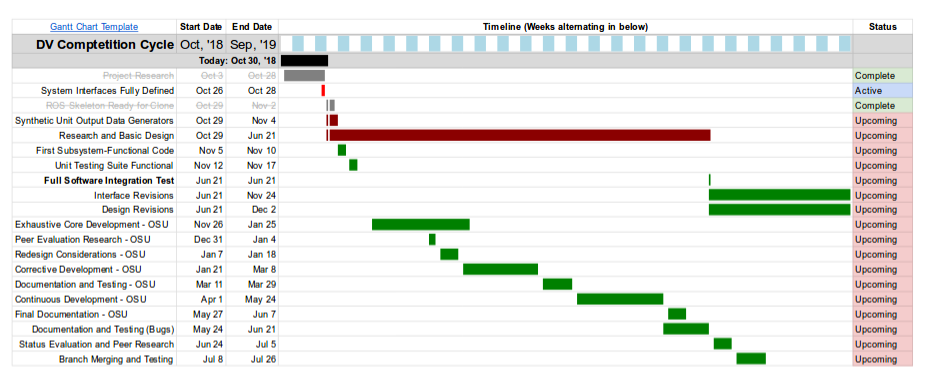 Gantt Chart Template Start Date End Date Timeline (Weeks alternating in below) Status
DV Comptetition Cycle Oct, '18 Sep, '19
Today: Oct 30, '18
Project Research Oct 3 Oct 28 Complete
System Interfaces Fully Defined Oct 26 Oct 28 Active
ROS Skeleton Ready for Clone Oct 29 Nov 2 Complete
Synthetic Unit Output Data Generators Oct 29 Nov 4 Upcoming
Research and Basic Design Oct 29 Jun 21 Upcoming
First Subsystem-Functional Code Nov 5 Nov 10 Upcoming
Unit Testing Suite Functional Nov 12 Nov 17 Upcoming
Full Software Integration Test Jun 21 Jun 21 Upcoming
Interface Revisions Jun 21 Nov 24 Upcoming
Design Revisions Jun 21 Dec 2 Upcoming
Exhaustive Core Development - OSU Nov 26 Jan 25 Upcoming
Peer Evaluation Research - OSU Dec 31 Jan 4 Upcoming
Redesign Considerations - OSU Jan 7 Jan 18 Upcoming
Corrective Development - OSU Jan 21 Mar 8 Upcoming
Documentation and Testing - OSU Mar 11 Mar 29 Upcoming
Continuous Development - OSU Apr 1 May 24 Upcoming
Final Documentation - OSU May 27 Jun 7 Upcoming
Documentation and Testing (Bugs) May 24 Jun 21 Upcoming
Status Evaluation and Peer Research Jun 24 Jul 5 Upcoming
Branch Merging and Testing Jul 8 Jul 26 Upcoming